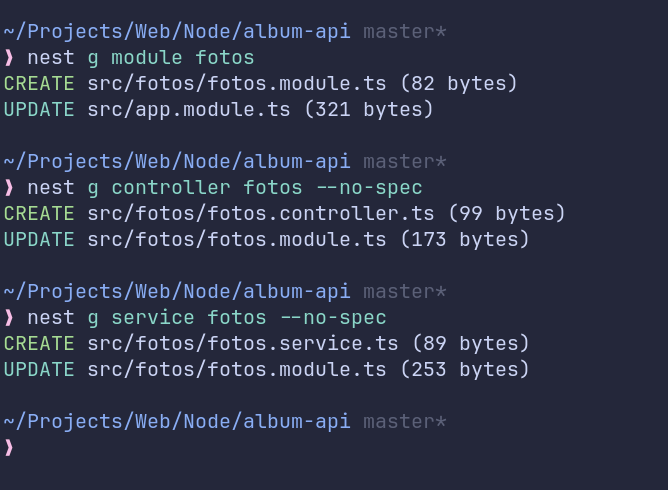 ~/Projects/Web/Node/album-api master*
❱ nest g module fotos
CREATE src/fotos/fotos.module.ts (82 bytes)
UPDATE src/app.module.ts (321 bytes)
~/Projects/Web/Node/album-api master*
❱ nest g controller fotos --no-spec
CREATE src/fotos/fotos.controller.ts (99 bytes)
UPDATE src/fotos/fotos.module.ts (173 bytes)
~/Projects/Web/Node/album-api master*
❱ nest g service fotos --no-spec
CREATE src/fotos/fotos.service.ts (89 bytes)
UPDATE src/fotos/fotos.module.ts (253 bytes)
~/Projects/Web/Node/album-api master*
❱